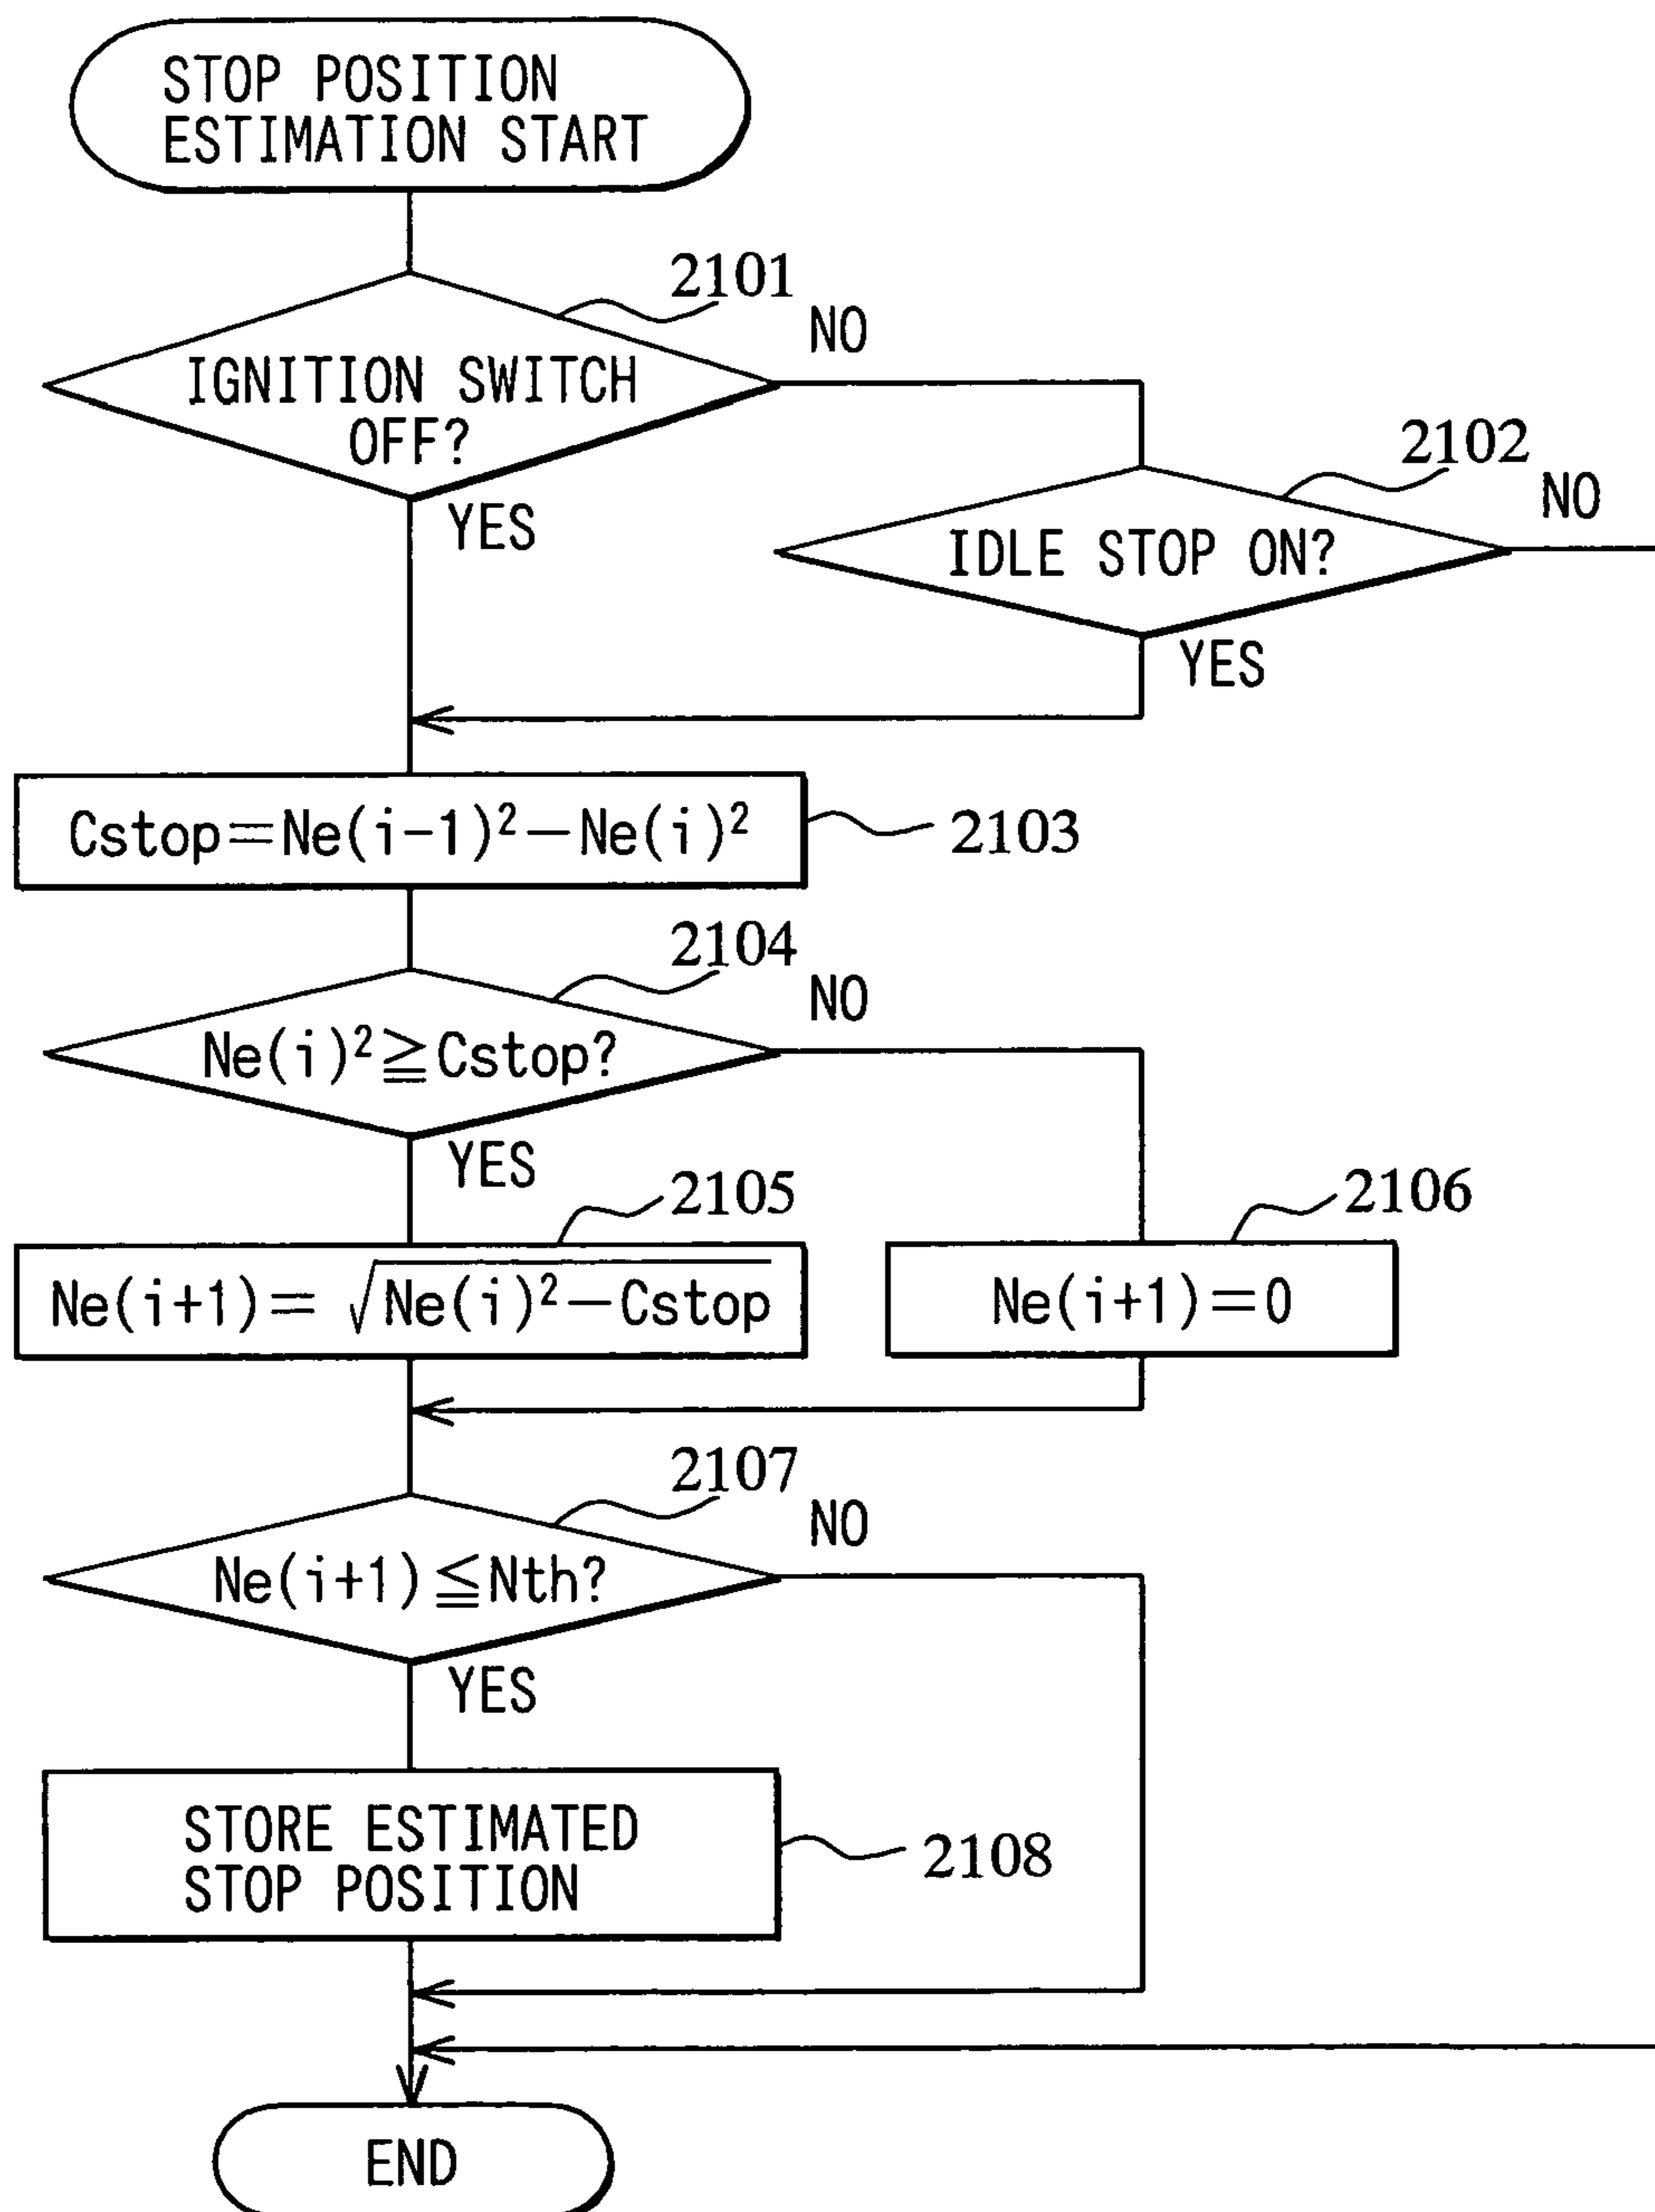 STOP POSITION
ESTIMATION START
2101
NO
IGNITION SWITCH
OFF?
YES
2102
NO
IDLE STOP ON?
YES
Cstop=Ne(i-1)²-Ne(i)²
2103
2104
NO
Ne(i)²≧Cstop?
YES
2105
Ne(i+1)= √Ne(i)²-Cstop
2106
Ne(i+1)=0
2107
NO
Ne(i+1)≦Nth?
YES
STORE ESTIMATED
STOP POSITION
2108
END